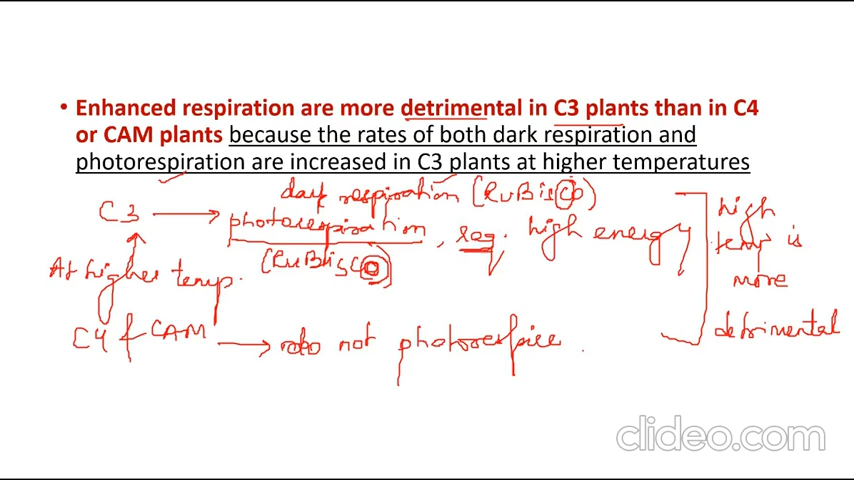 • Enhanced respiration are more detrimental in C3 plants than in C4
or CAM plants because the rates of both dark respiration and
photorespiration are increased in C3 plants at higher temperatures
dark respiration (RuBisCo)
C3 → photorespiration, req. high energy
(RuBisCO)
At higher temp.
C4 & CAM → do not photorespire.
high
temp is
more
detrimental
clideo.com